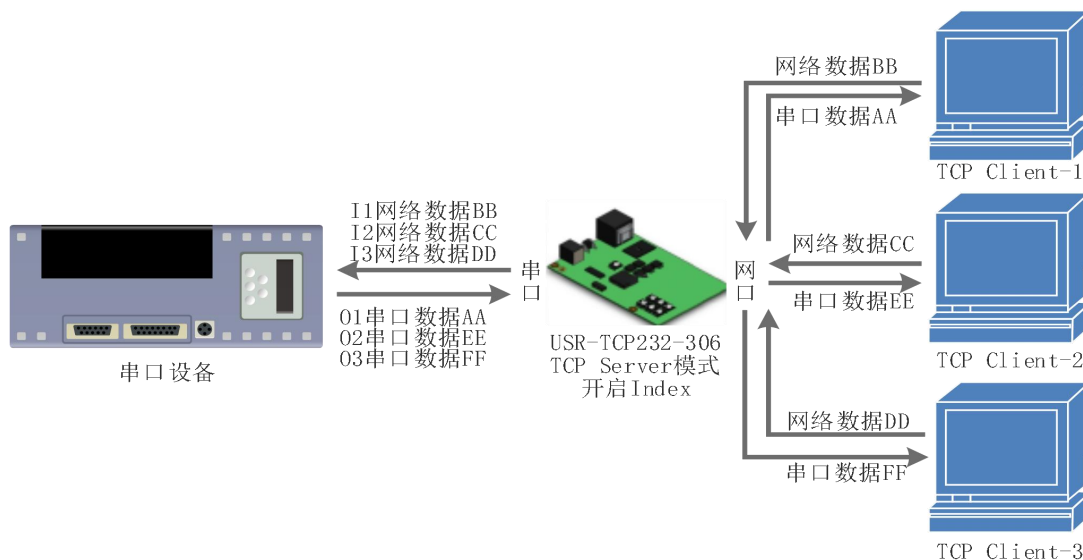 网络数据BB
串口数据AA
TCP Client-1
I1网络数据BB
I2网络数据CC
I3网络数据DD
串口
网口
网络数据CC
串口数据EE
O1串口数据AA
O2串口数据EE
O3串口数据FF
串口设备
USR-TCP232-306
TCP Server模式
开启Index
TCP Client-2
网络数据DD
串口数据FF
TCP Client-3